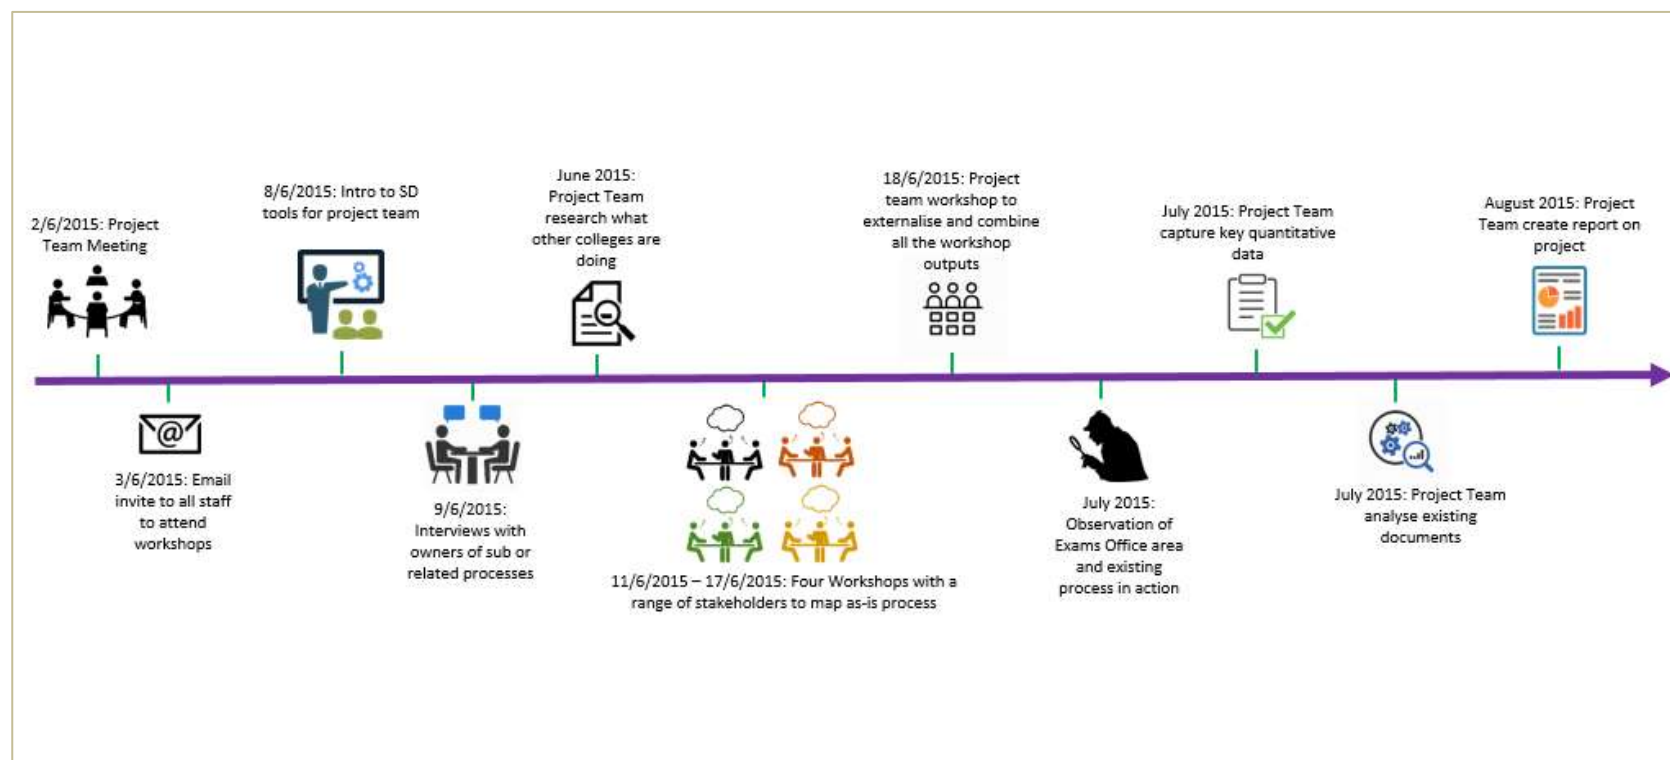 2/6/2015: Project
Team Meeting
3/6/2015: Email
invite to all staff
to attend
workshops
8/6/2015: Intro to SD
tools for project team
9/6/2015:
Interviews with
owners of sub or
related processes
June 2015:
Project Team
research what
other colleges are
doing
11/6/2015 – 17/6/2015: Four Workshops with a
range of stakeholders to map as-is process
18/6/2015: Project
team workshop to
externalise and combine
all the workshop
outputs
July 2015:
Observation of
Exams Office area
and existing
process in action
July 2015: Project Team
capture key quantitative
data
July 2015: Project Team
analyse existing
documents
August 2015: Project
Team create report on
project